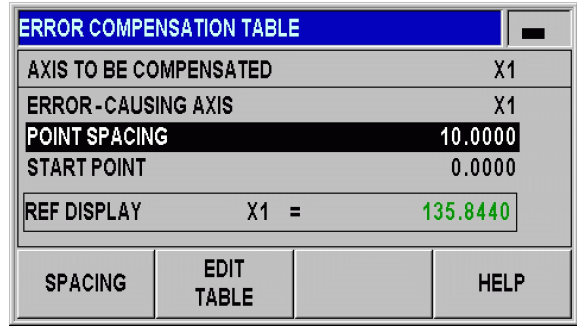 ERROR COMPENSATION TABLE
AXIS TO BE COMPENSATED X1
ERROR-CAUSING AXIS X1
POINT SPACING 10.0000
START POINT 0.0000
REF DISPLAY X1 = 135.8440
SPACING EDIT TABLE HELP